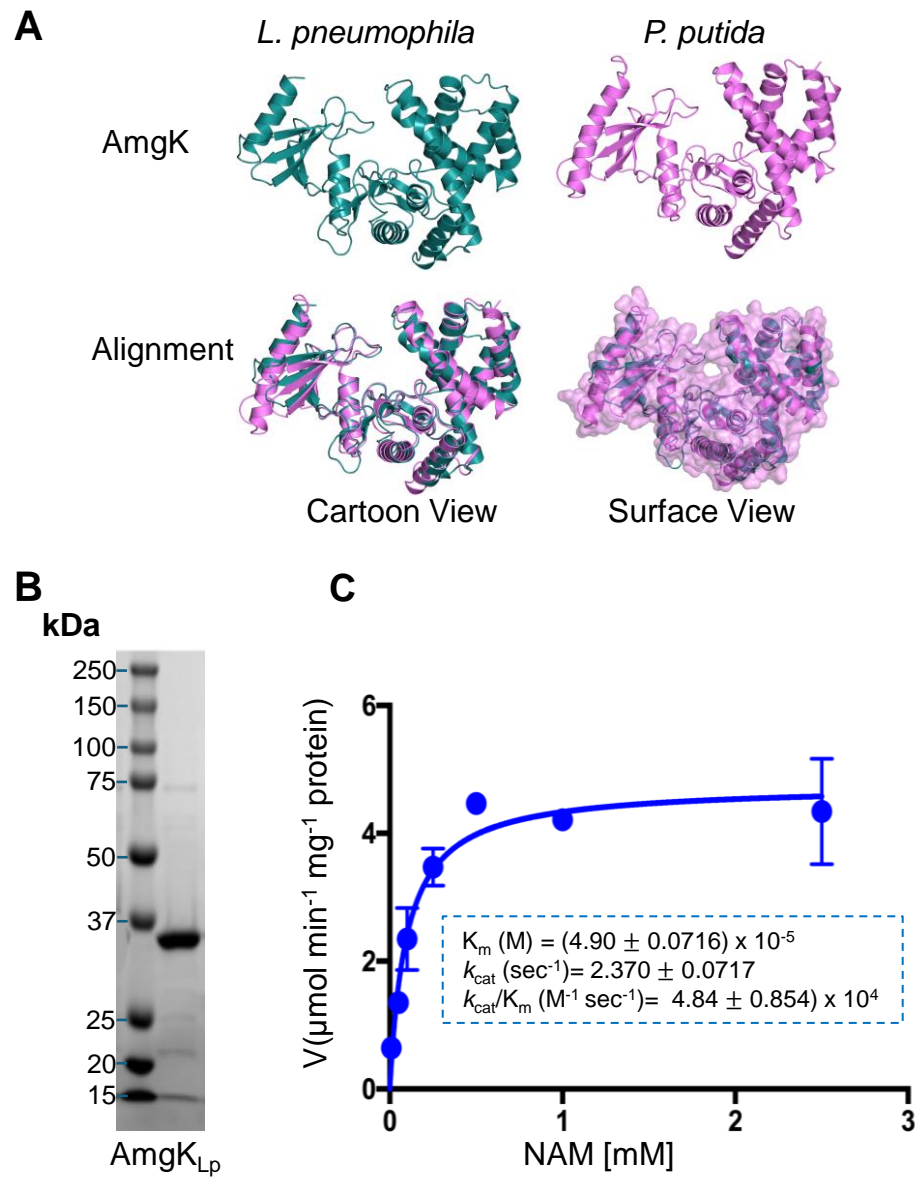 A
L. pneumophila
P. putida
AmgK
Alignment
Cartoon View
Surface View
B
kDa
250
150
100
75
50
37
25
20
15
AmgKLp
C
V(µmol min-1 mg-1 protein)
6
4
2
0
0
1
2
3
Km (M) = (4.90 ± 0.0716) x 10-5
kcat (sec-1)= 2.370 ± 0.0717
kcat/Km (M-1 sec-1)= 4.84 ± 0.854) x 104
NAM [mM]